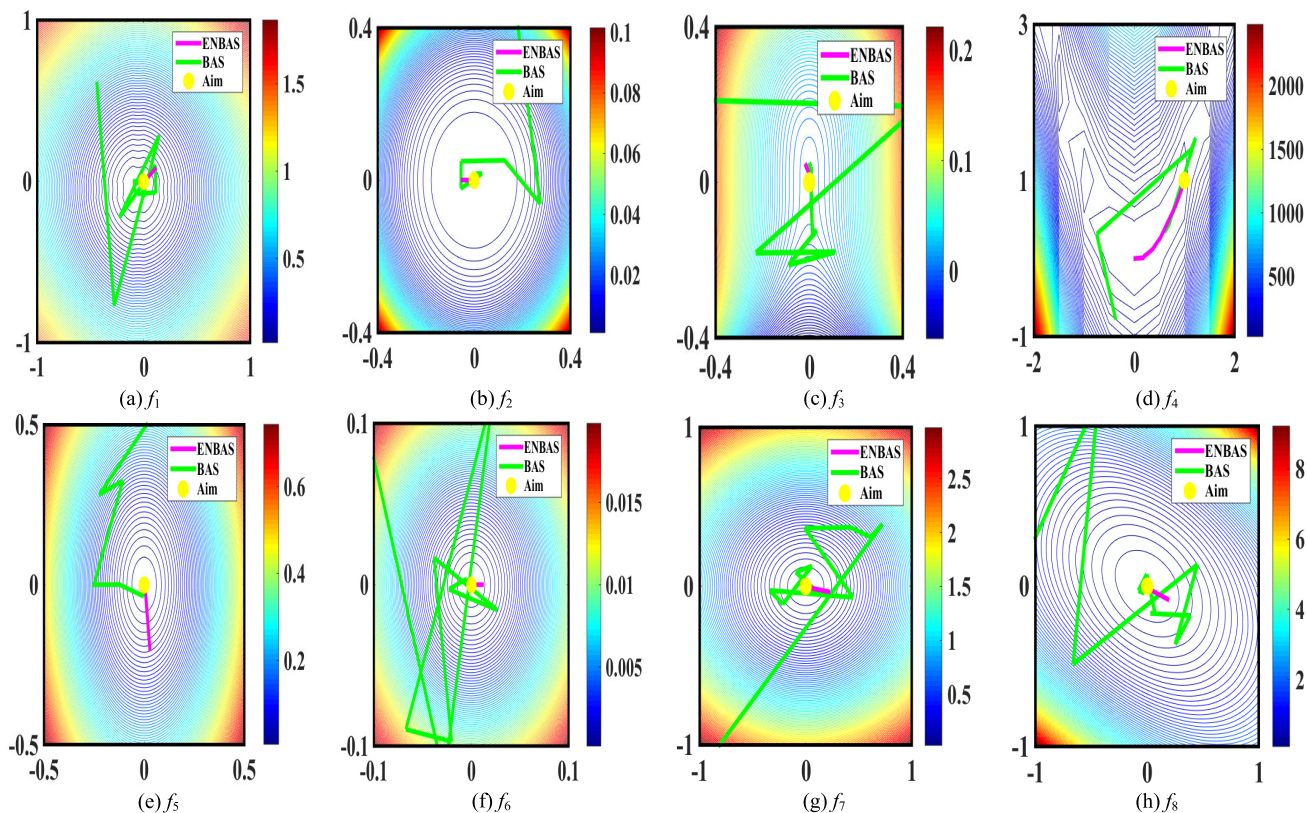 1
0
-1
-1
0
1
ENBAS
BAS
Aim
1.5
1
0.5
(a) f1
0.4
0
-0.4
-0.4
0
0.4
ENBAS
BAS
Aim
0.1
0.08
0.06
0.04
0.02
(b) f2
0.4
0
-0.4
-0.4
0
0.4
ENBAS
BAS
Aim
0.2
0.1
0
(c) f3
3
1
-1
-2
0
2
ENBAS
BAS
Aim
2000
1500
1000
500
(d) f4
0.5
0
-0.5
-0.5
0
0.5
ENBAS
BAS
Aim
0.6
0.4
0.2
(e) f5
0.1
0
-0.1
-0.1
0
0.1
ENBAS
BAS
Aim
0.015
0.01
0.005
(f) f6
1
0
-1
-1
0
1
ENBAS
BAS
Aim
2.5
2
1.5
1
0.5
(g) f7
1
0
-1
-1
0
1
ENBAS
BAS
Aim
8
6
4
2
(h) f8